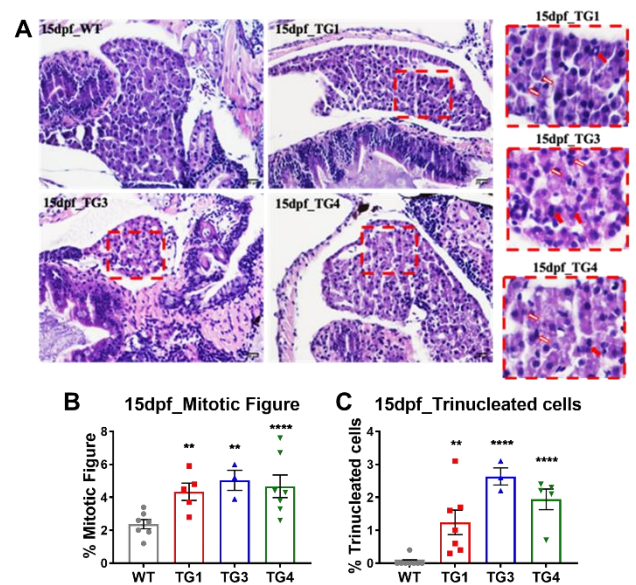 A
15dpf_WT
15dpf_TG1
15dpf_TG1
15dpf_TG3
15dpf_TG3
15dpf_TG4
15dpf_TG4
B
15dpf_Mitotic Figure
% Mitotic Figure
8
6
4
2
0
**
**
****
WT
TG1
TG3
TG4
C
15dpf_Trinucleated cells
% Trinucleated cells
4
3
2
1
0
**
****
****
WT
TG1
TG3
TG4